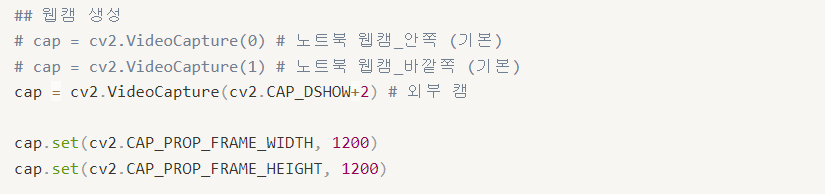 ## 웹캠 생성
# cap = cv2.VideoCapture(0) # 노트북 웹캠_안쪽 (기본)
# cap = cv2.VideoCapture(1) # 노트북 웹캠_바깥쪽 (기본)
cap = cv2.VideoCapture(cv2.CAP_DSHOW+2) # 외부 캠
cap.set(cv2.CAP_PROP_FRAME_WIDTH, 1200)
cap.set(cv2.CAP_PROP_FRAME_HEIGHT, 1200)